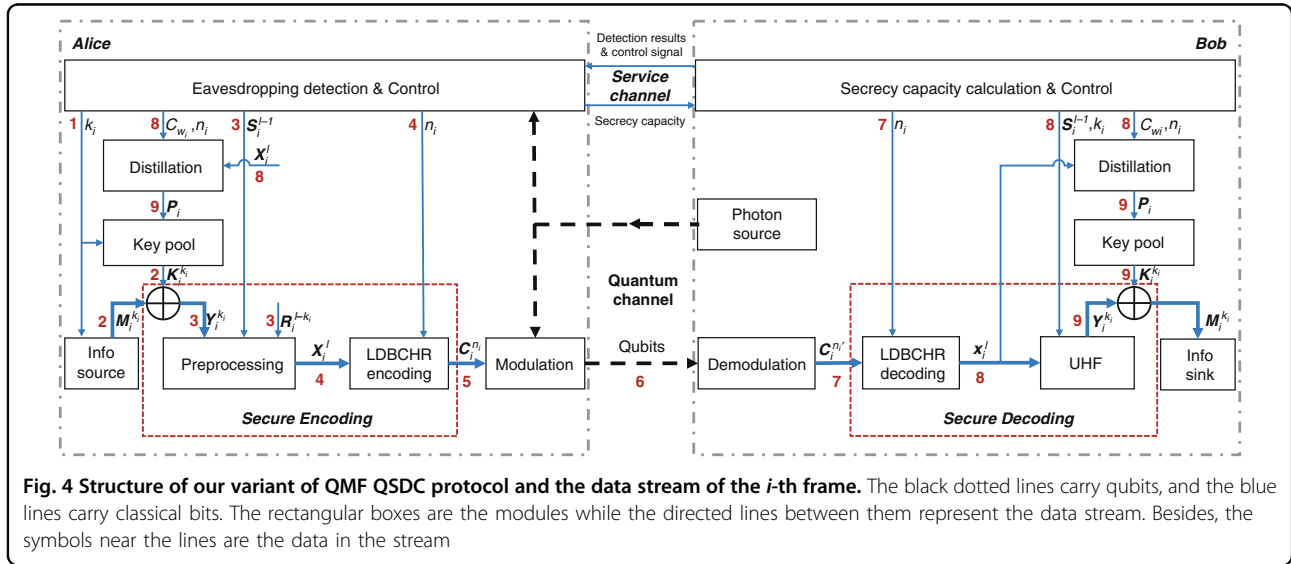 Alice
Detection results
& control signal
Bob
Eavesdropping detection & Control
Service
channel
Secrecy capacity calculation & Control
Secrecy capacity
1 k_i
8 C_{w_i}, n_i
3 S_i^{l-1}
4 n_i
7 n_i
8 S_i^{l-1}, k_i
8 C_{wi}, n_i
Distillation
X_i^l
8
Distillation
9 P_i
9 P_i
Key pool
Photon
source
Key pool
2 K_i^{k_i}
Quantum
channel
9 K_i^{k_i}
2 M_i^{k_i}
3 Y_i^{k_i}
3 R_i^{l-k_i}
9 Y_i^{k_i}
M_i^{k_i}
Info
source
Preprocessing
X_i^l
4
LDBCHR
encoding
C_i^{n_i}
5
Modulation
Qubits
6
Demodulation
C_i^{n_i'}
7
LDBCHR
decoding
x_i^l
8
UHF
Info
sink
Secure Encoding
Secure Decoding
Fig. 4 Structure of our variant of QMF QSDC protocol and the data stream of the i-th frame. The black dotted lines carry qubits, and the blue
lines carry classical bits. The rectangular boxes are the modules while the directed lines between them represent the data stream. Besides, the
symbols near the lines are the data in the stream